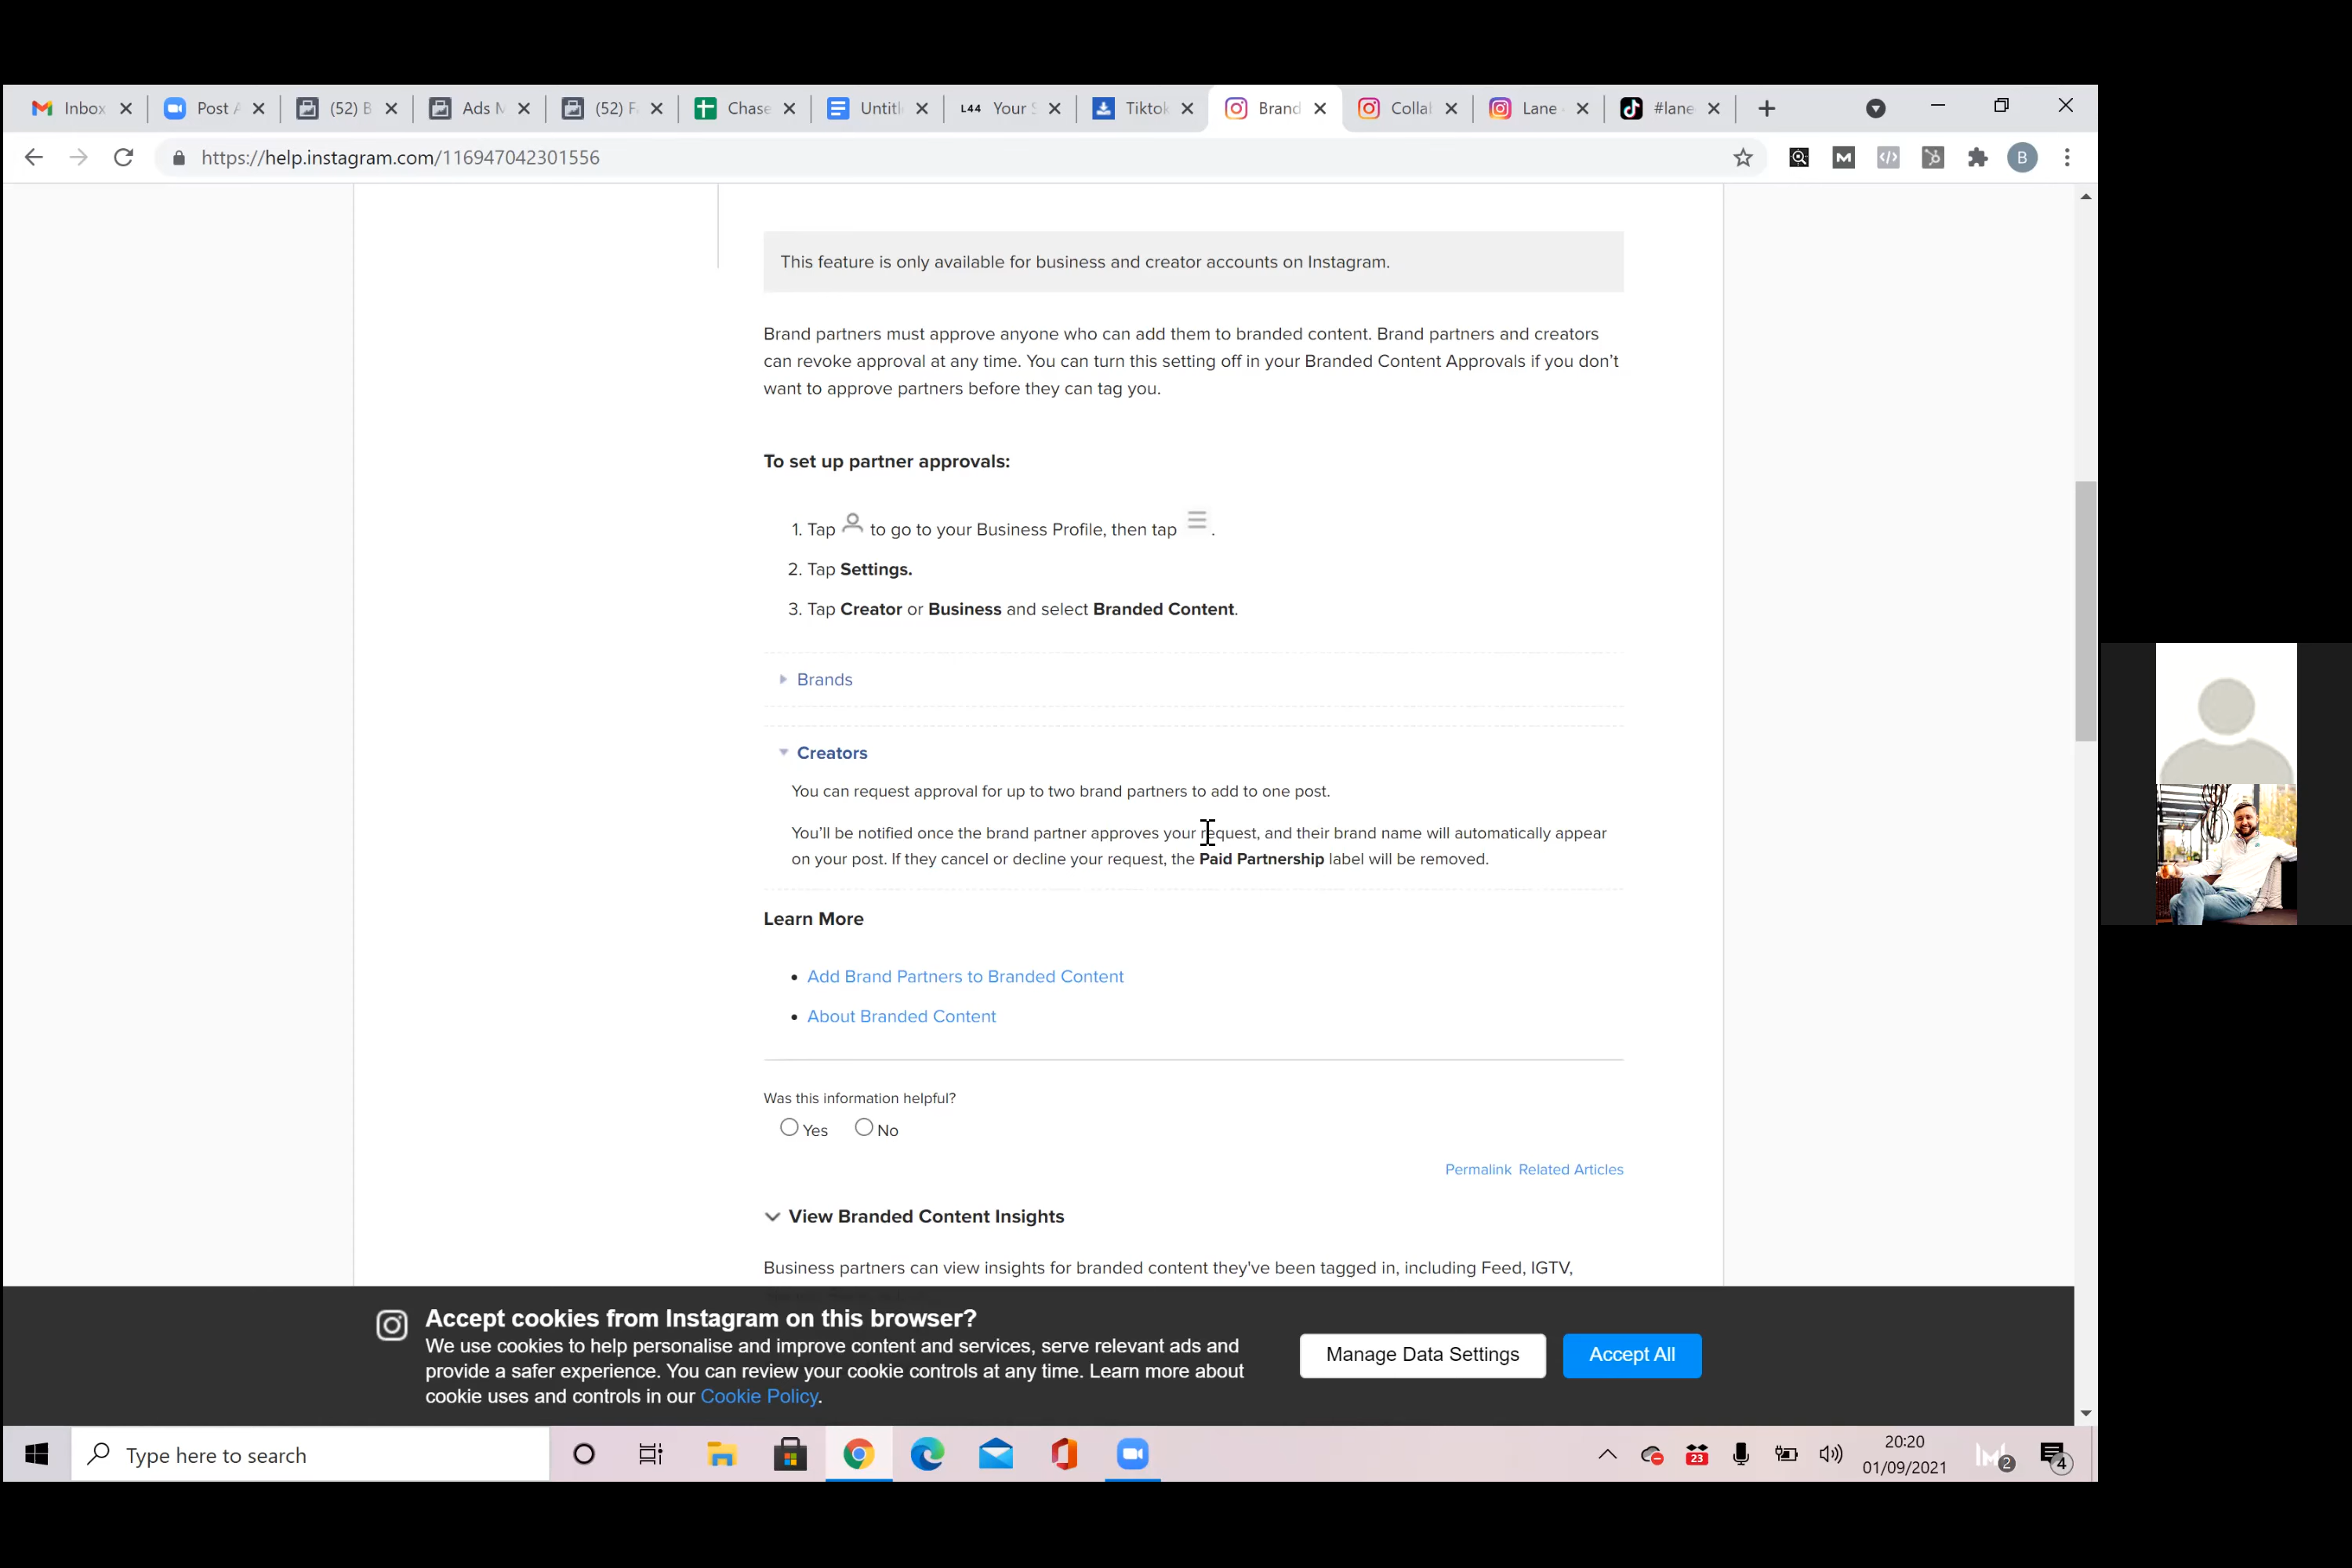 Inbox
Post A
(52) B
Ads M
(52) F
Chase
Untitl
L44 Your S
Tiktok
Brand
Collal
Lane
#lane
https://help.instagram.com/116947042301556
B
This feature is only available for business and creator accounts on Instagram.
Brand partners must approve anyone who can add them to branded content. Brand partners and creators
can revoke approval at any time. You can turn this setting off in your Branded Content Approvals if you don't
want to approve partners before they can tag you.
To set up partner approvals:
1. Tap to go to your Business Profile, then tap .
2. Tap Settings.
3. Tap Creator or Business and select Branded Content.
Brands
Creators
You can request approval for up to two brand partners to add to one post.
You'll be notified once the brand partner approves your request, and their brand name will automatically appear
on your post. If they cancel or decline your request, the Paid Partnership label will be removed.
Learn More
• Add Brand Partners to Branded Content
• About Branded Content
Was this information helpful?
Yes No
Permalink Related Articles
View Branded Content Insights
Business partners can view insights for branded content they've been tagged in, including Feed, IGTV,
Accept cookies from Instagram on this browser?
We use cookies to help personalise and improve content and services, serve relevant ads and
provide a safer experience. You can review your cookie controls at any time. Learn more about
cookie uses and controls in our Cookie Policy.
Manage Data Settings
Accept All
Type here to search
23
20:20
01/09/2021
2
4